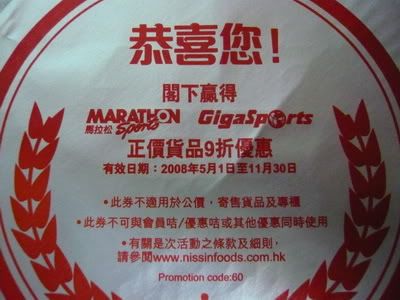 恭喜您!
閣下贏得
MARATHON Sports GigaSports
馬拉松
正價貨品9折優惠
有效日期：2008年5月1日至11月30日
•此券不適用於公價，寄售貨品及專櫃
•此券不可與會員咭/優惠咭或其他優惠同時使用
•有關是次活動之條款及細則，
請參閱www.nissinfoods.com.hk
Promotion code:60